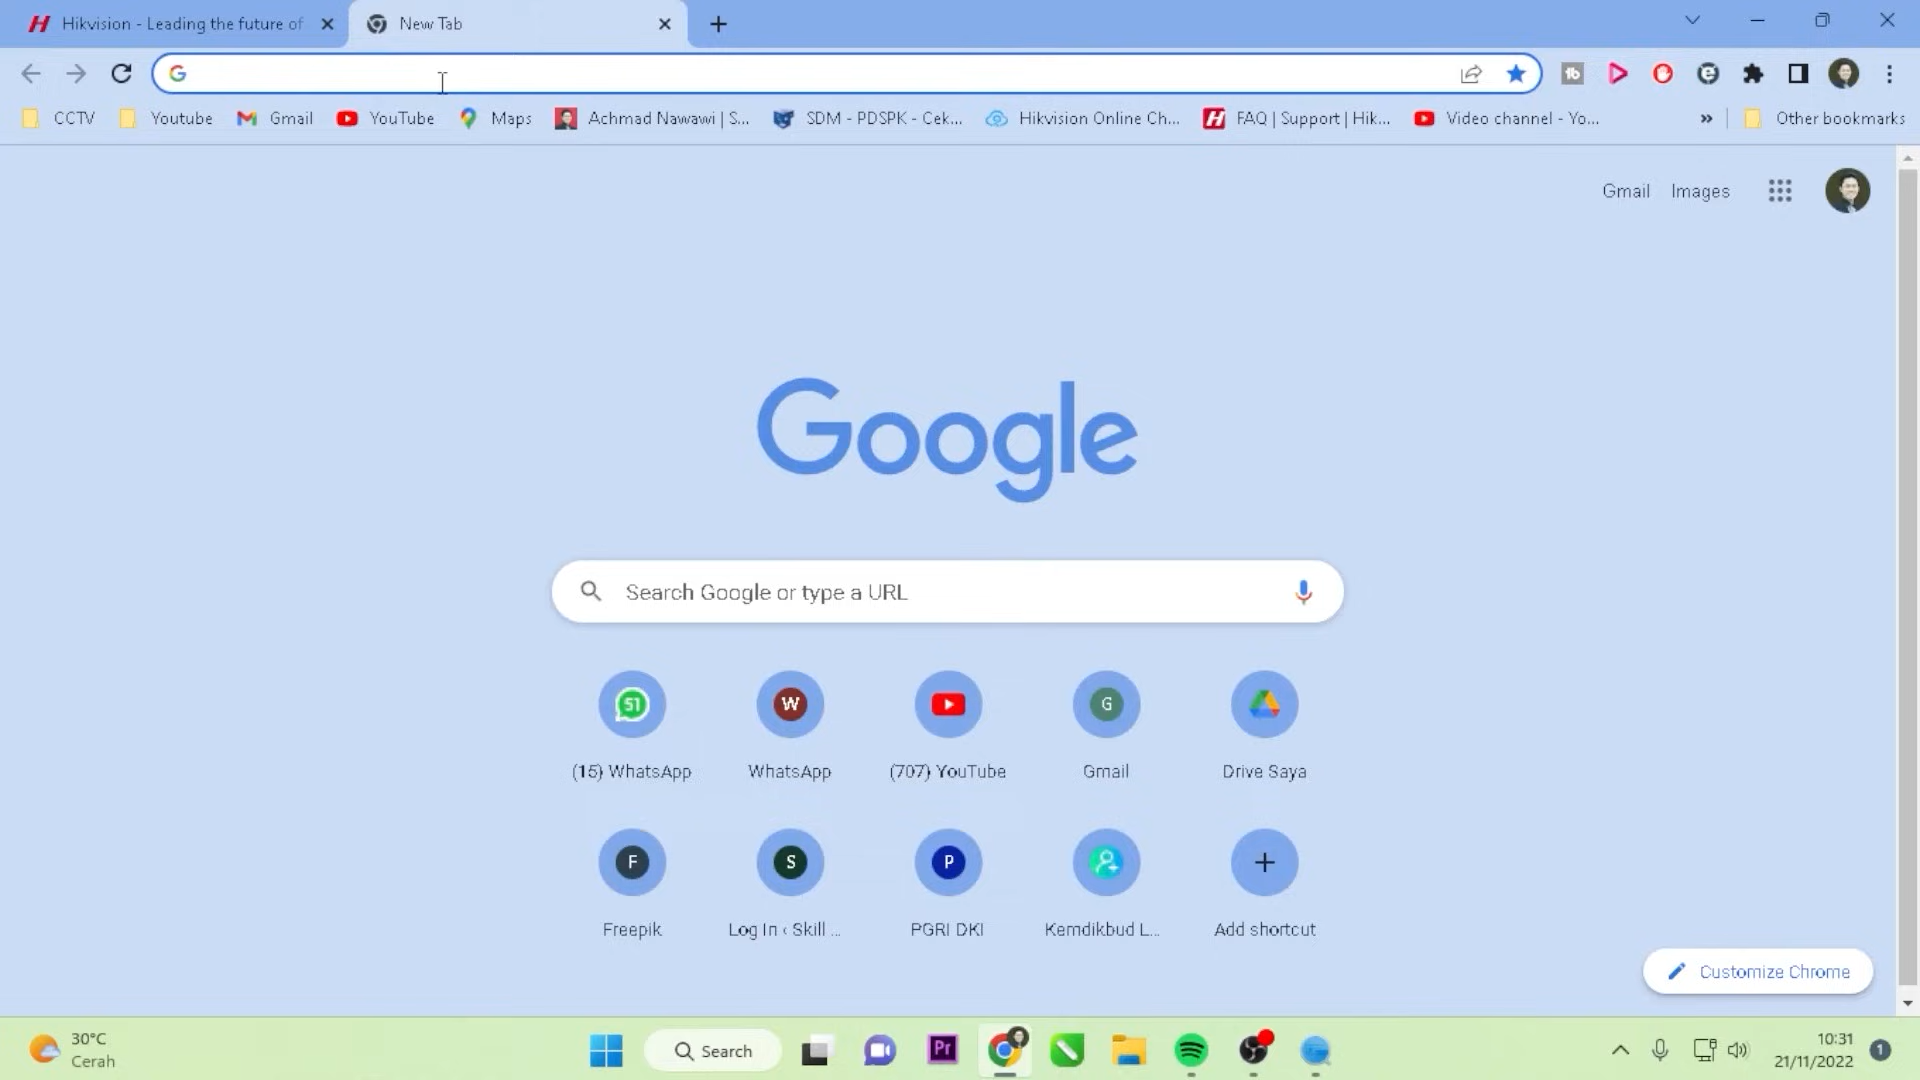 Hikvision - Leading the future of
New Tab
CCTV
Youtube
Gmail
YouTube
Maps
Achmad Nawawi | S...
SDM - PDSPK - Cek...
Hikvision Online Ch...
FAQ | Support | Hik...
Video channel - Yo...
»
Other bookmarks
Gmail
Images
Google
Search Google or type a URL
51
W
G
(15) WhatsApp
WhatsApp
(707) YouTube
Gmail
Drive Saya
F
S
P
Freepik
Log In ‹ Skill ...
PGRI DKI
Kemdikbud L...
Add shortcut
Customize Chrome
30°C
Cerah
Search
Pr
10:31
21/11/2022
1